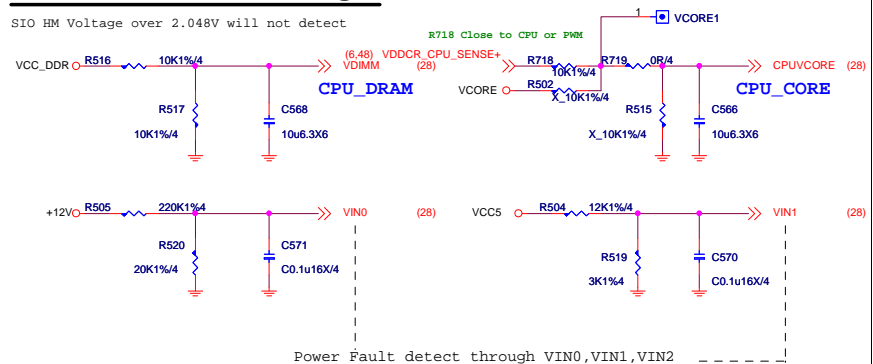 SIO HM Voltage over 2.048V will not detect
1
VCORE1
R718 Close to CPU or PWM
VCC_DDR
R516
10K1%/4
(6,48)
VDDCR_CPU_SENSE+
VDIMM
(28)
CPU_DRAM
R517
10K1%/4
C568
10u6.3X6
R718
10K1%/4
R719
0R/4
CPUVCORE
(28)
CPU_CORE
VCORE
R502
X_10K1%/4
R515
X_10K1%/4
C566
10u6.3X6
+12V
R505
220K1%4
VIN0
(28)
R520
20K1%/4
C571
C0.1u16X/4
VCC5
R504
12K1%/4
VIN1
(28)
R519
3K1%4
C570
C0.1u16X/4
Power Fault detect through VIN0,VIN1,VIN2